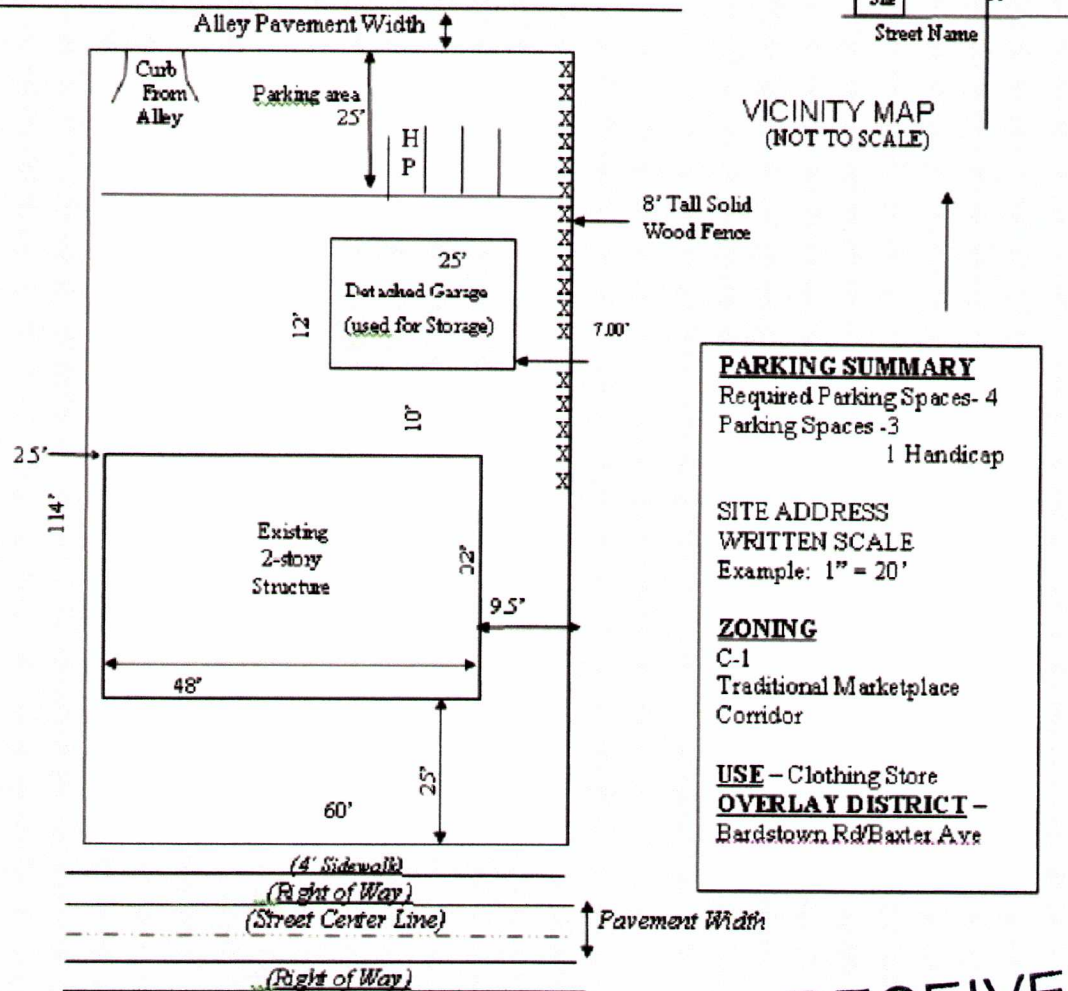 Alley Pavement Width
Site
Street Name
Curb
From
Alley
Parking area
25'
H
P
VICINITY MAP
(NOT TO SCALE)
X
X
X
X
X
X
X
X
X
X
X
X
8' Tall Solid
Wood Fence
25'
Detached Garage
(used for Storage)
12'
7.00'
X
X
X
X
X
10'
2.5'
114'
Existing
2-story
Structure
32'
9.5'
48'
25'
60'
PARKING SUMMARY
Required Parking Spaces- 4
Parking Spaces -3
1 Handicap
SITE ADDRESS
WRITTEN SCALE
Example: 1" = 20'
ZONING
C-1
Traditional Marketplace
Corridor
USE – Clothing Store
OVERLAY DISTRICT –
Bardstown Rd/Baxter Ave
(4' Sidewalk)
(Right of Way)
(Street Center Line)
Pavement Width
(Right of Way)